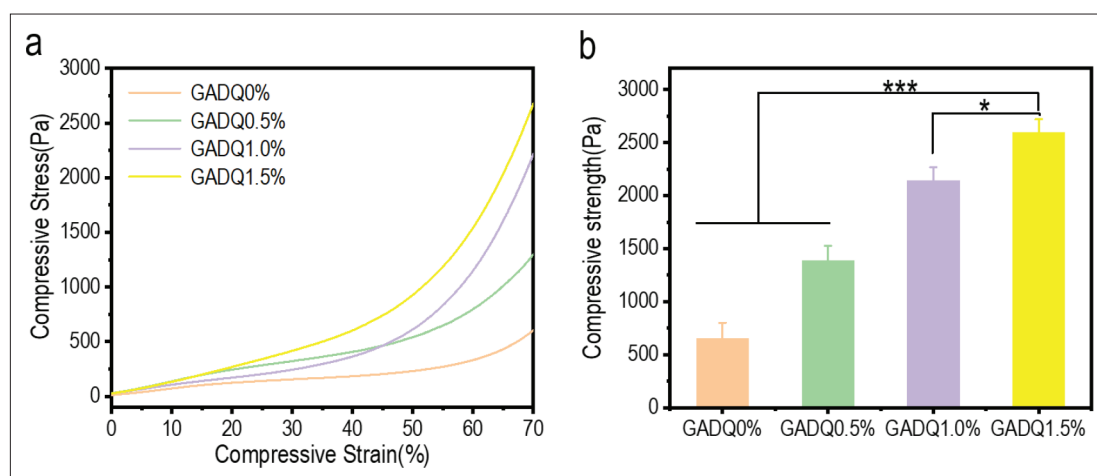 a
3000
2500
2000
1500
1000
500
0
Compressive Stress(Pa)
GADQ0%
GADQ0.5%
GADQ1.0%
GADQ1.5%
0 10 20 30 40 50 60 70
Compressive Strain(%)
b
3000
2500
2000
1500
1000
500
0
Compressive strength(Pa)
***
*
GADQ0% GADQ0.5% GADQ1.0% GADQ1.5%